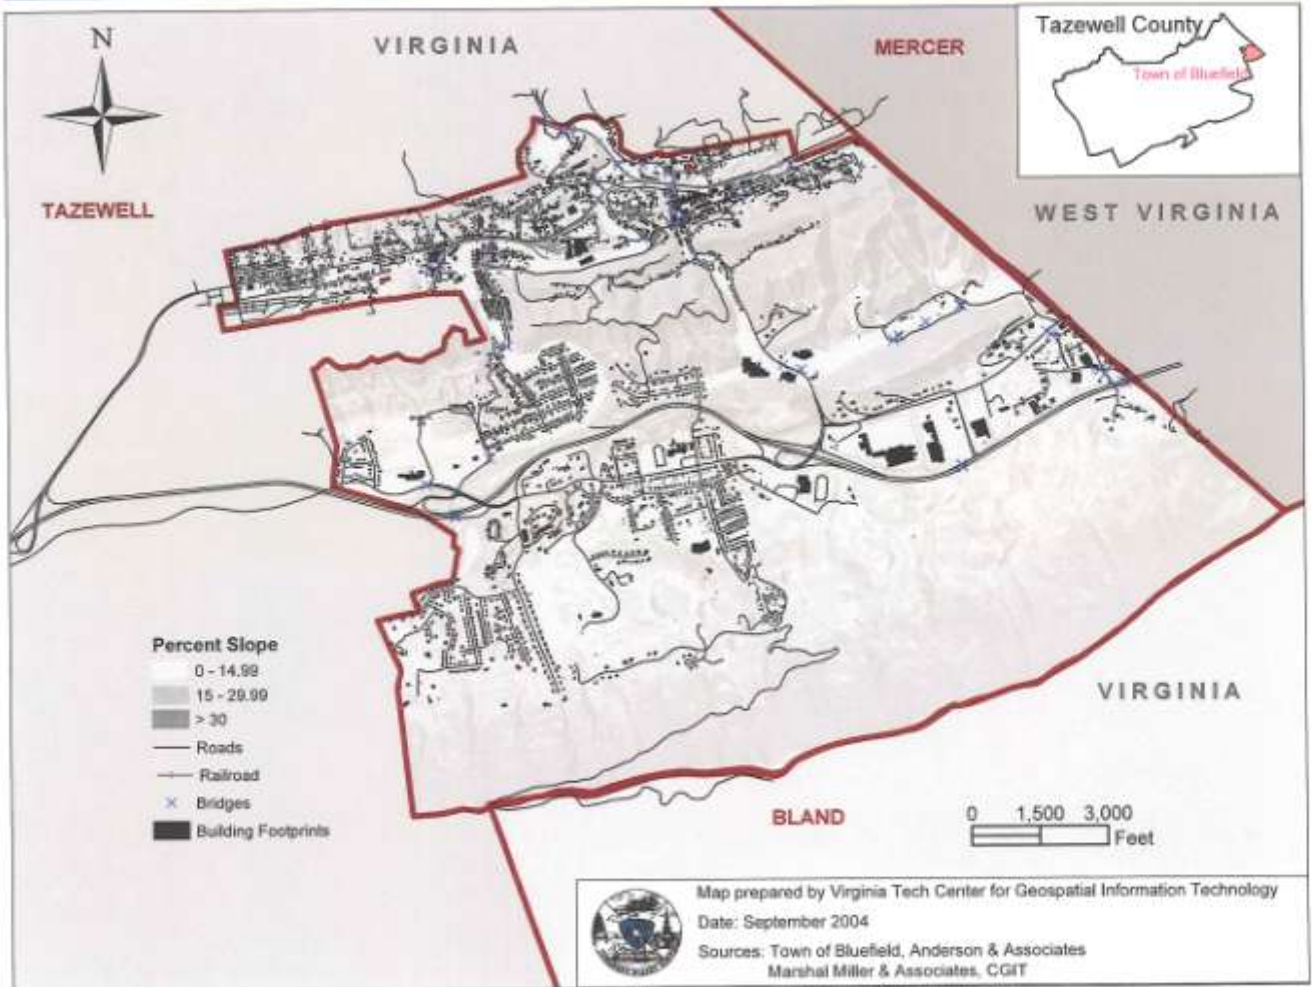 N
VIRGINIA
MERCER
Tazewell County
Town of Bluefield
TAZEWELL
WEST VIRGINIA
Percent Slope
0 - 14.99
15 - 29.99
> 30
Roads
Railroad
Bridges
Building Footprints
VIRGINIA
BLAND
0 1,500 3,000
Feet
Map prepared by Virginia Tech Center for Geospatial Information Technology
Date: September 2004
Sources: Town of Bluefield, Anderson & Associates
Marshal Miller & Associates, CGIT